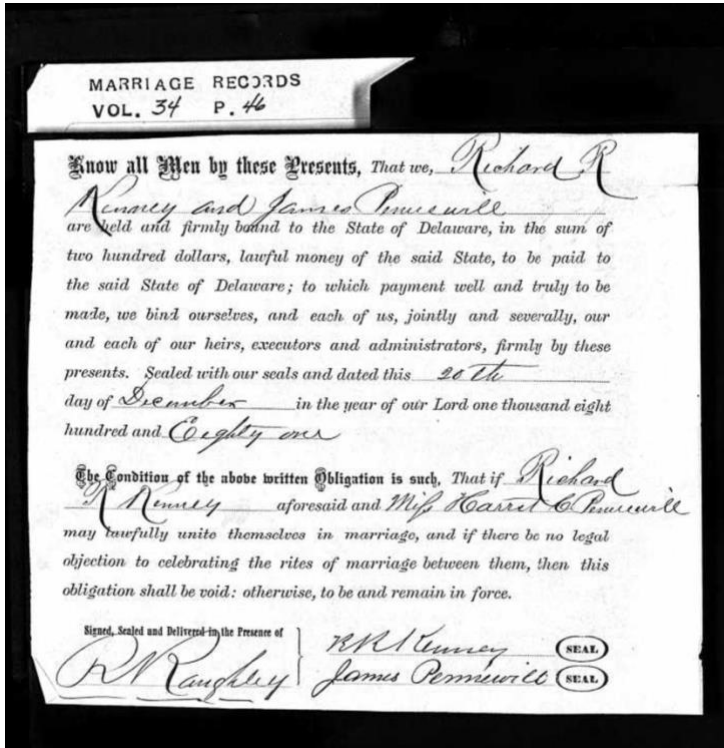 MARRIAGE RECORDS
VOL. 34 P. 46
Know all Men by these Presents, That we, Richard R
Kenney and James Pennewill
are held and firmly bound to the State of Delaware, in the sum of
two hundred dollars, lawful money of the said State, to be paid to
the said State of Delaware; to which payment well and truly to be
made, we bind ourselves, and each of us, jointly and severally, our
and each of our heirs, executors and administrators, firmly by these
presents. Sealed with our seals and dated this 20th
day of December in the year of our Lord one thousand eight
hundred and Eighty one
The Condition of the above written Obligation is such, That if Richard
R Kenney aforesaid and Miss Harriet C Pennewill
may lawfully unite themselves in marriage, and if there be no legal
objection to celebrating the rites of marriage between them, then this
obligation shall be void: otherwise, to be and remain in force.
Signed, Sealed and Delivered in the Presence of
R R Kenney SEAL
R N Raughley James Pennewill SEAL